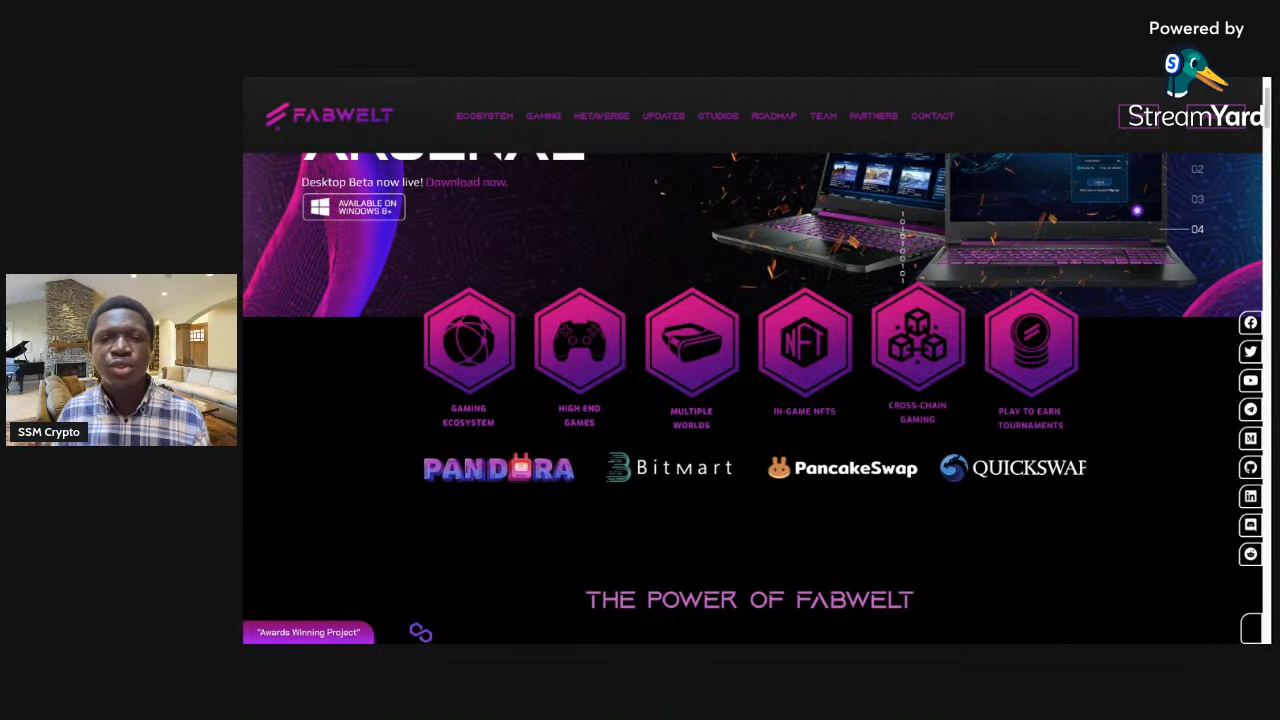 Powered by
StreamYard
FABWELT
ECOSYSTEM GAMING METAVERSE UPDATES STUDIOS ROADMAP TEAM PARTNERS CONTACT
ARSENAL
Desktop Beta now live! Download now.
AVAILABLE ON
WINDOWS 8+
02
03
04
GAMING
ECOSYSTEM
HIGH END
GAMES
MULTIPLE
WORLDS
NFT
IN-GAME NFTS
CROSS-CHAIN
GAMING
PLAY TO EARN
TOURNAMENTS
PANDORA
Bitmart
PancakeSwap
QUICKSWAP
SSM Crypto
THE POWER OF FABWELT
"Awards Winning Project"